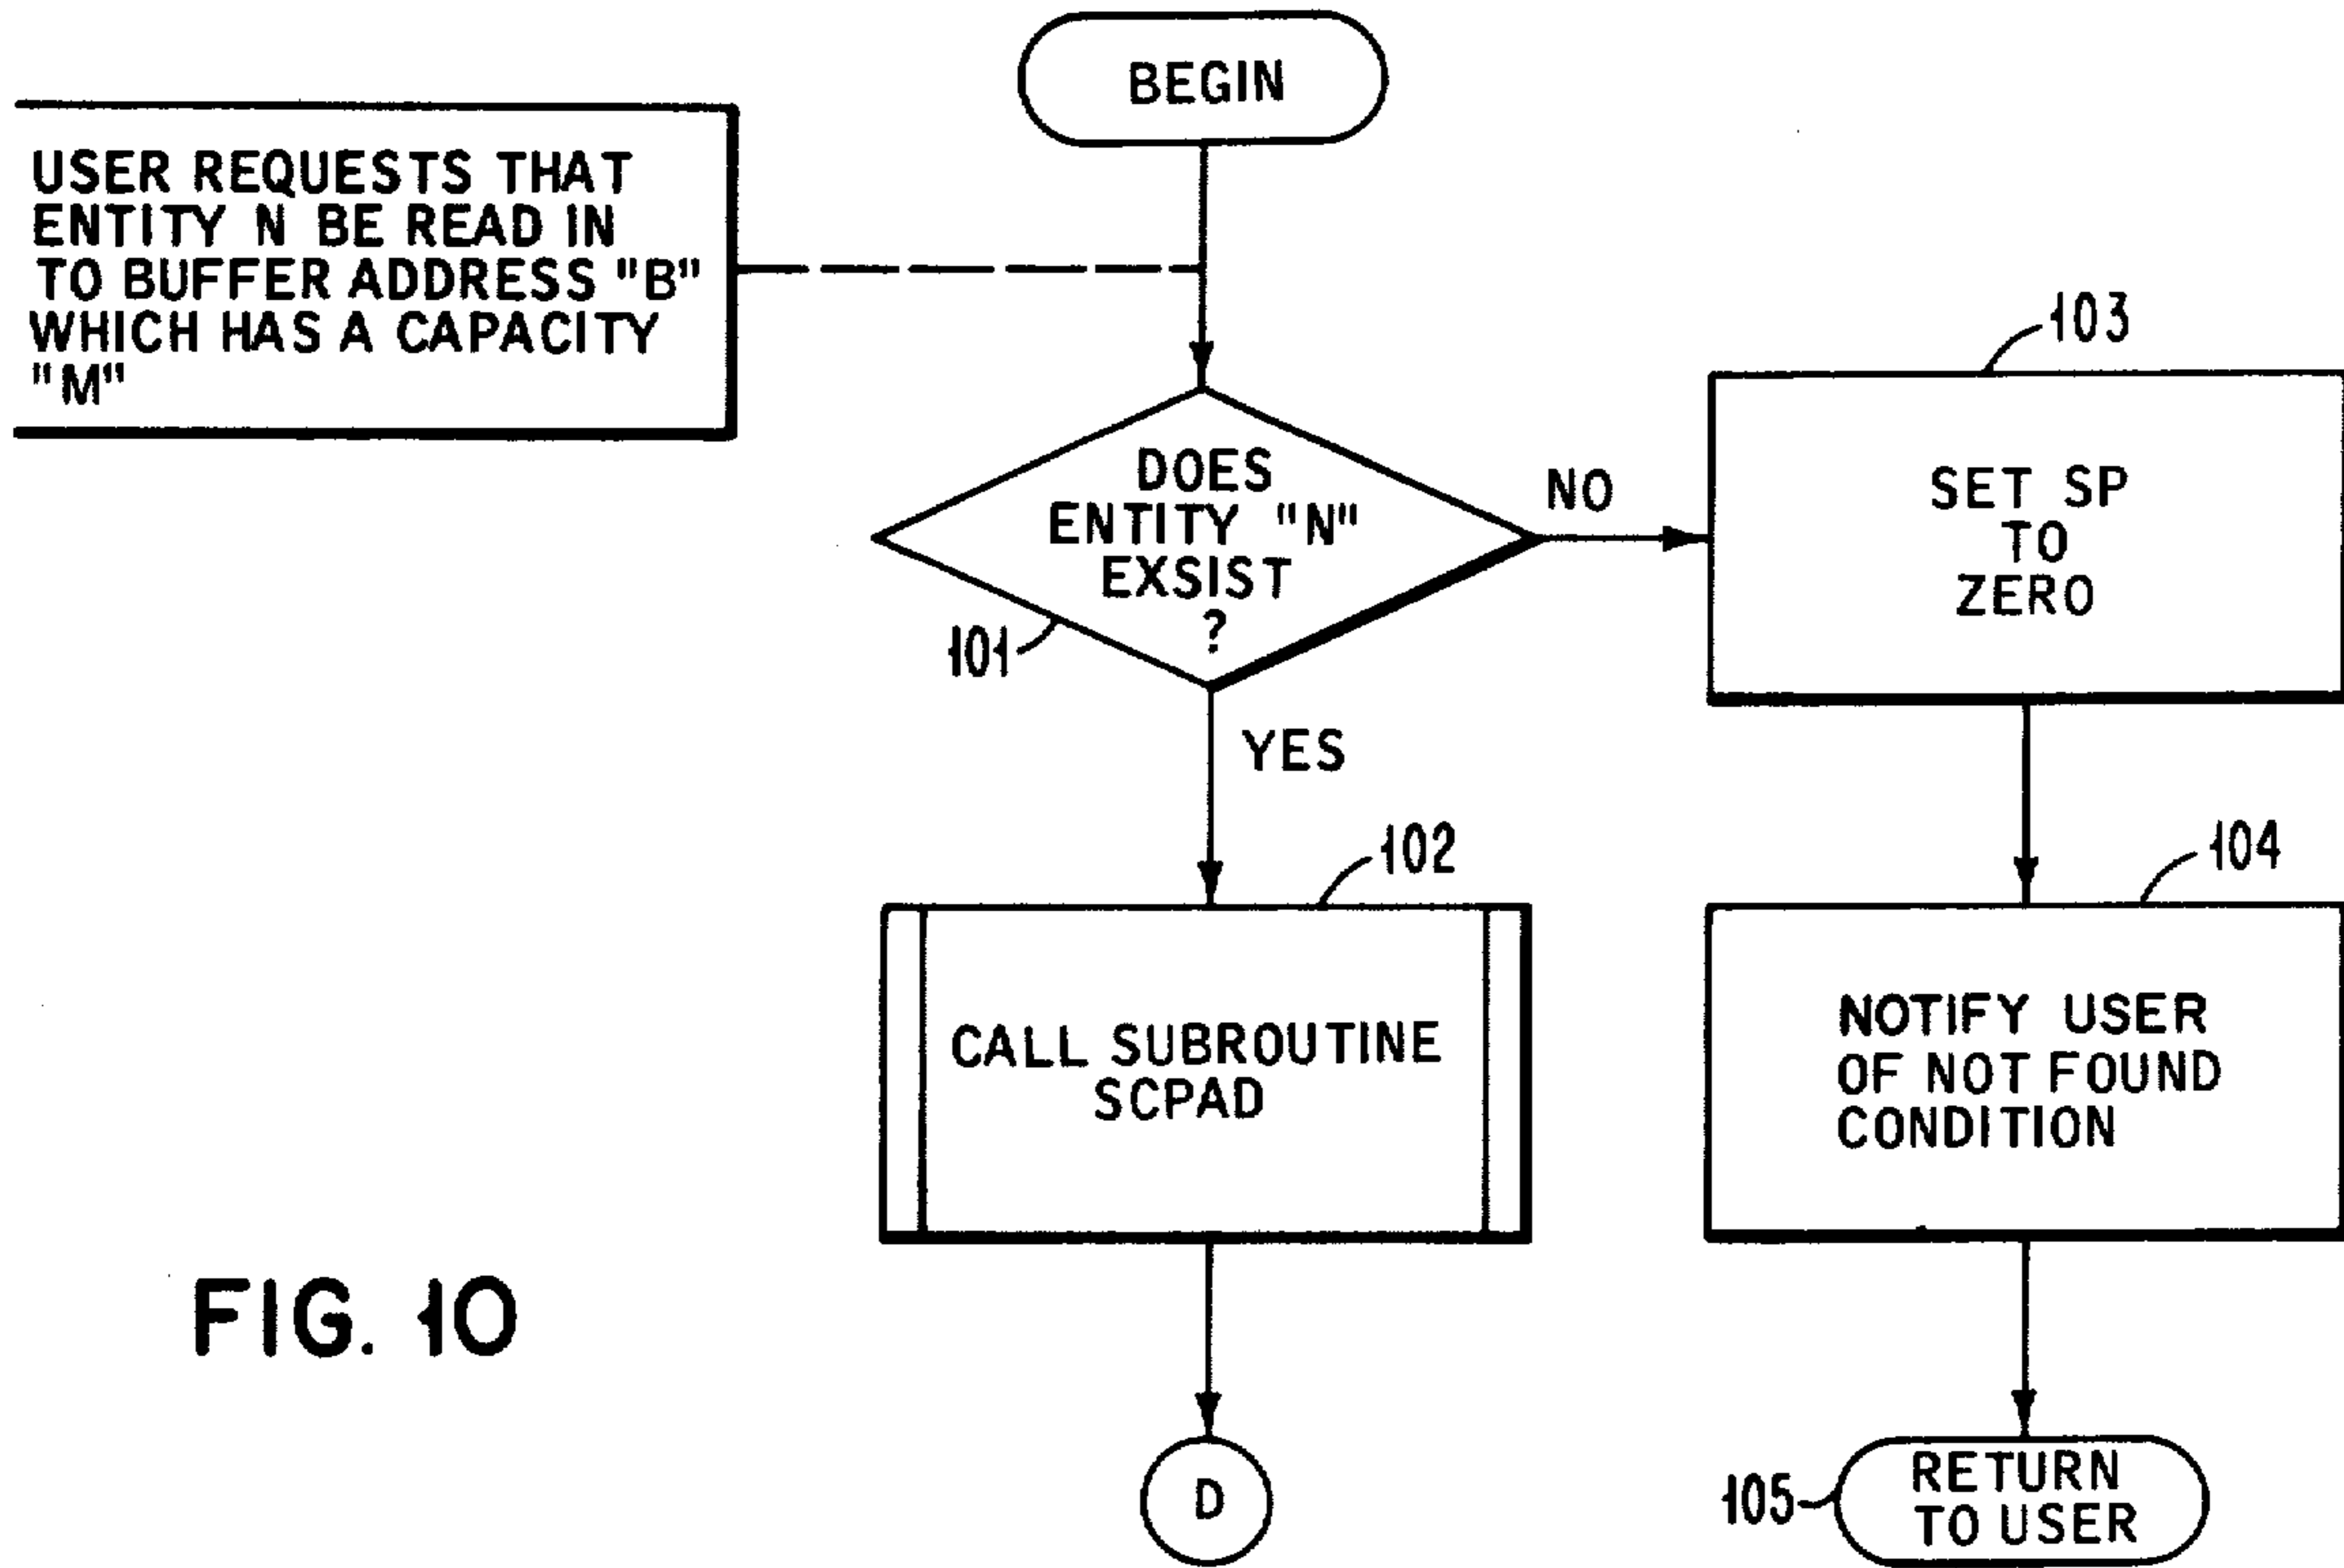 BEGIN
USER REQUESTS THAT
ENTITY N BE READ IN
TO BUFFER ADDRESS "B"
WHICH HAS A CAPACITY
"M"
103
DOES
ENTITY "N"
EXSIST
?
101
NO
SET SP
TO
ZERO
YES
102
104
CALL SUBROUTINE
SCPAD
NOTIFY USER
OF NOT FOUND
CONDITION
FIG. 10
D
105
RETURN
TO USER